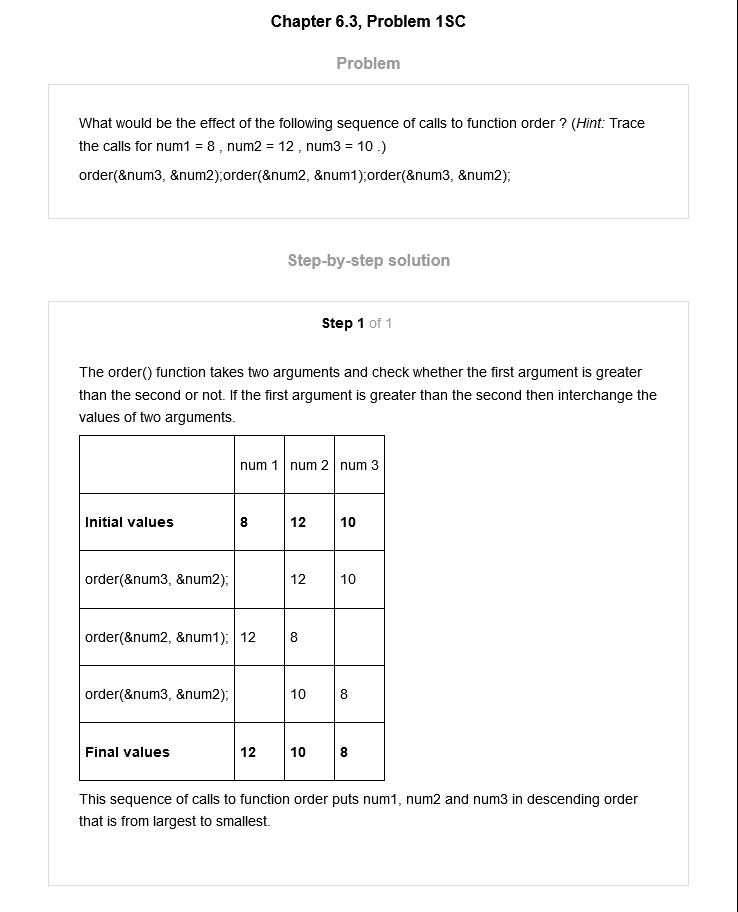 Chapter 6.3, Problem 1SC
Problem
What would be the effect of the following sequence of calls to function order ? (Hint: Trace
the calls for num1 = 8 , num2 = 12 , num3 = 10 .)
order(&num3, &num2);order(&num2, &num1);order(&num3, &num2);
Step-by-step solution
Step 1 of 1
The order() function takes two arguments and check whether the first argument is greater
than the second or not. If the first argument is greater than the second then interchange the
values of two arguments.
num 1 num 2 num 3
Initial values 8 12 10
order(&num3, &num2); 12 10
order(&num2, &num1); 12 8
order(&num3, &num2); 10 8
Final values 12 10 8
This sequence of calls to function order puts num1, num2 and num3 in descending order
that is from largest to smallest.